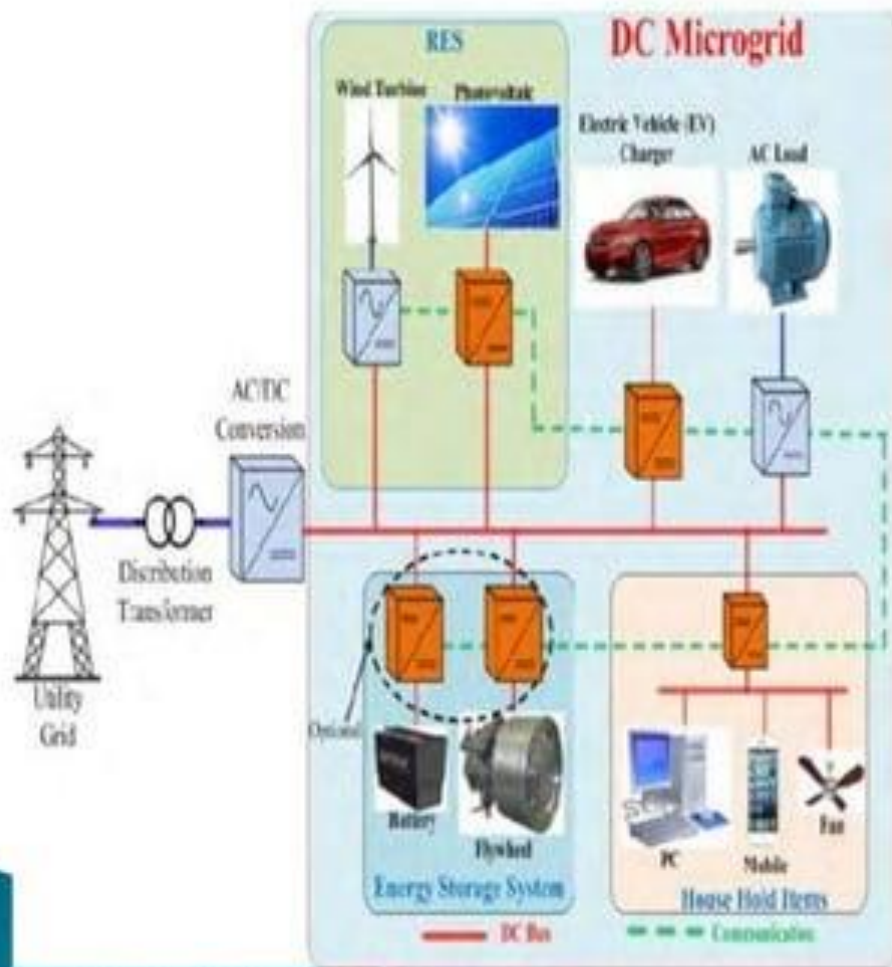 RES
DC Microgrid
Wind Turbine
Photovoltaic
Electric Vehicle (EV)
Charger
AC Load
AC/DC
Conversion
Distribution
Transformer
Utility
Grid
Optional
Battery
Flywheel
Energy Storage System
PC
Mobile
Fan
House Hold Items
DC Bus
Communication